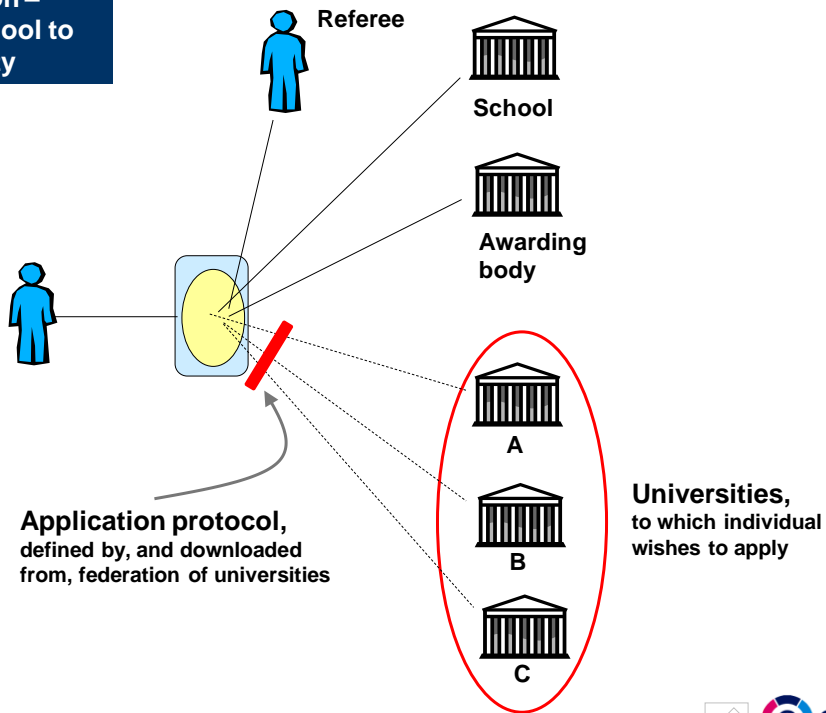 ool to
Referee
School
Awarding
body
A
B
C
Universities,
to which individual
wishes to apply
Application protocol,
defined by, and downloaded
from, federation of universities